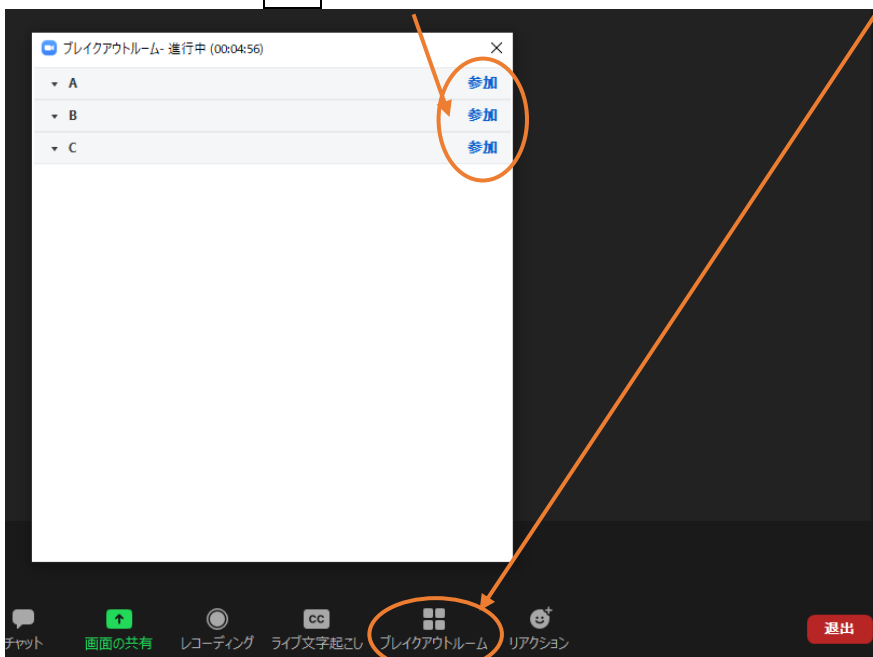 ブレイクアウトルーム- 進行中 (00:04:56)
A 参加
B 参加
C 参加
CC
チャット 画面の共有 レコーディング ライブ文字起こし ブレイクアウトルーム リアクション 退出